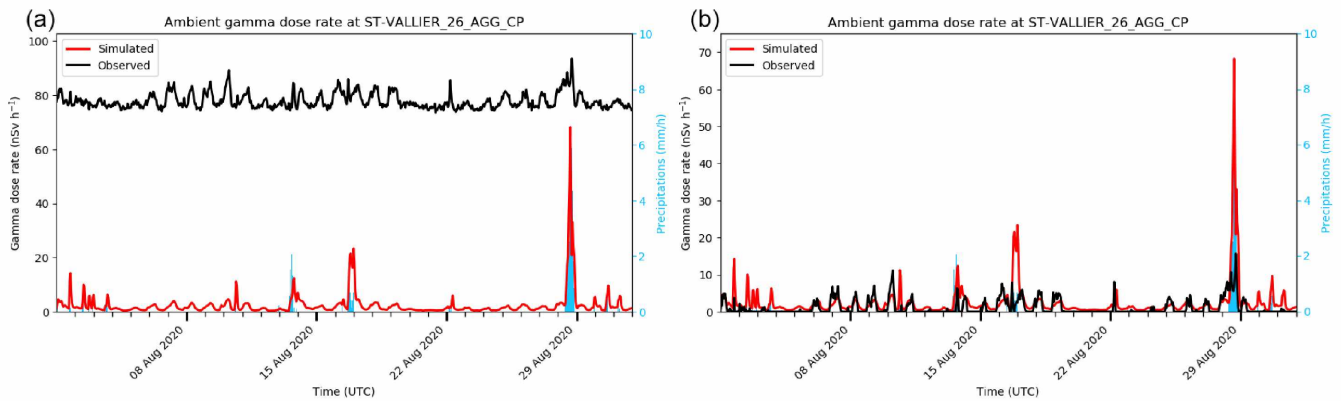 (a)
Ambient gamma dose rate at ST-VALLIER_26_AGG_CP
Simulated
Observed
Gamma dose rate (nSv h⁻¹)
100
80
60
40
20
0
Precipitations (mm/h)
10
8
6
4
2
0
08 Aug 2020
15 Aug 2020
22 Aug 2020
29 Aug 2020
Time (UTC)
(b)
Ambient gamma dose rate at ST-VALLIER_26_AGG_CP
Simulated
Observed
Gamma dose rate (nSv h⁻¹)
70
60
50
40
30
20
10
0
Precipitations (mm/h)
10
8
6
4
2
0
08 Aug 2020
15 Aug 2020
22 Aug 2020
29 Aug 2020
Time (UTC)